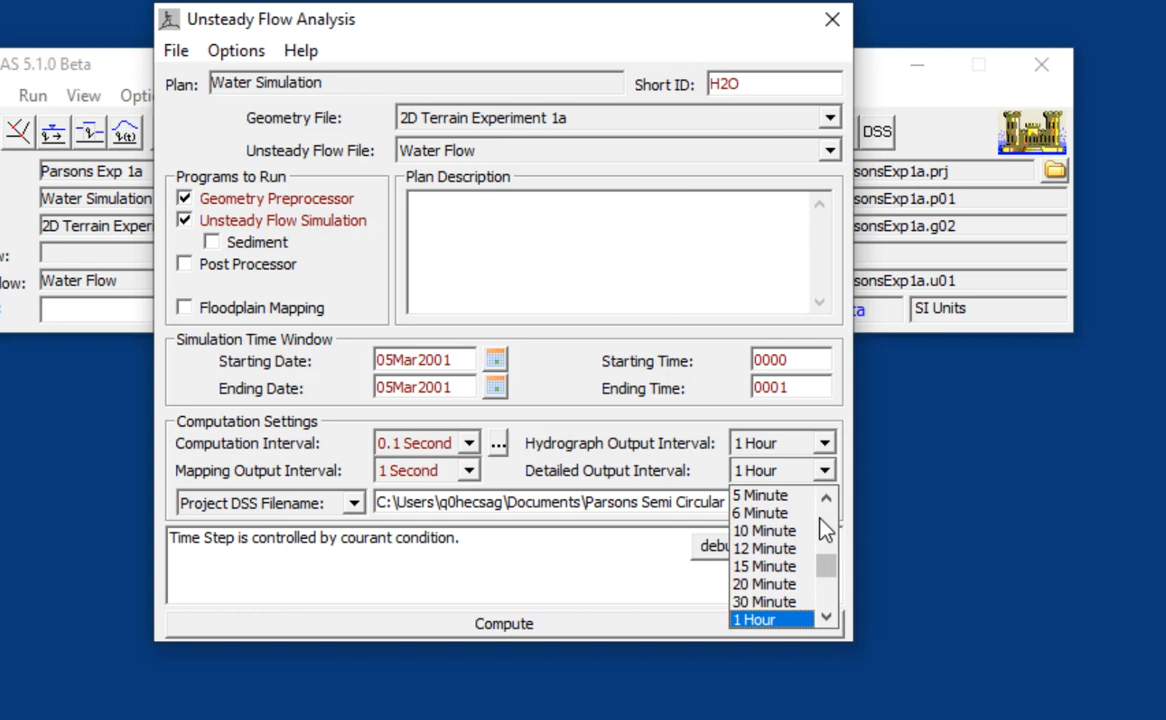 Unsteady Flow Analysis
File Options Help
Plan: Water Simulation Short ID: H2O
Geometry File: 2D Terrain Experiment 1a
Unsteady Flow File: Water Flow
Programs to Run
Geometry Preprocessor
Unsteady Flow Simulation
Sediment
Post Processor
Floodplain Mapping
Plan Description
Simulation Time Window
Starting Date: 05Mar2001 Starting Time: 0000
Ending Date: 05Mar2001 Ending Time: 0001
Computation Settings
Computation Interval: 0.1 Second ... Hydrograph Output Interval: 1 Hour
Mapping Output Interval: 1 Second Detailed Output Interval: 1 Hour
Project DSS Filename: C:\Users\q0hecsag\Documents\Parsons Semi Circular
5 Minute
6 Minute
10 Minute
12 Minute
15 Minute
20 Minute
30 Minute
1 Hour
Time Step is controlled by courant condition.
debu
Compute
AS 5.1.0 Beta
Run View Opti
DSS
Parsons Exp 1a sonsExp1a.prj
Water Simulation sonsExp1a.p01
2D Terrain Exper sonsExp1a.g02
w:
low: Water Flow sonsExp1a.u01
ta SI Units